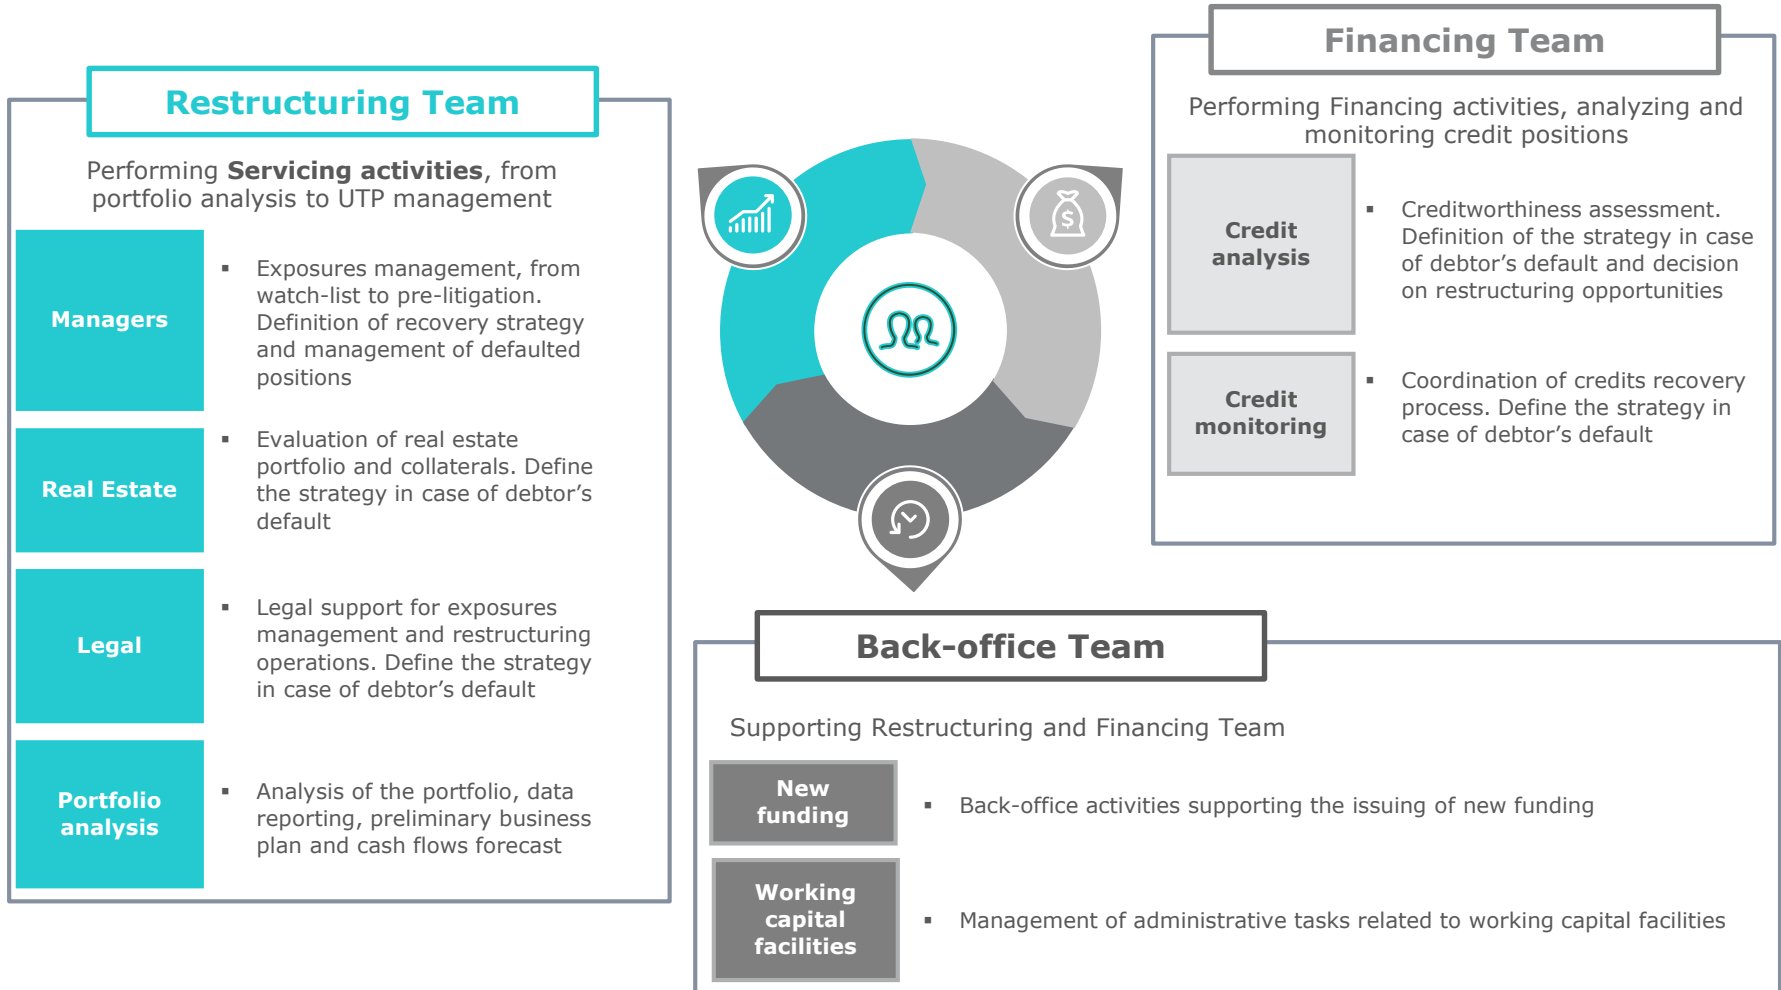 Restructuring Team
Performing Servicing activities, from
portfolio analysis to UTP management
Managers
▪ Exposures management, from
watch-list to pre-litigation.
Definition of recovery strategy
and management of defaulted
positions
Real Estate
▪ Evaluation of real estate
portfolio and collaterals. Define
the strategy in case of debtor’s
default
Legal
▪ Legal support for exposures
management and restructuring
operations. Define the strategy
in case of debtor’s default
Portfolio
analysis
▪ Analysis of the portfolio, data
reporting, preliminary business
plan and cash flows forecast
$
Financing Team
Performing Financing activities, analyzing and
monitoring credit positions
Credit
analysis
▪ Creditworthiness assessment.
Definition of the strategy in case
of debtor’s default and decision
on restructuring opportunities
Credit
monitoring
▪ Coordination of credits recovery
process. Define the strategy in
case of debtor’s default
Back-office Team
Supporting Restructuring and Financing Team
New
funding
▪ Back-office activities supporting the issuing of new funding
Working
capital
facilities
▪ Management of administrative tasks related to working capital facilities